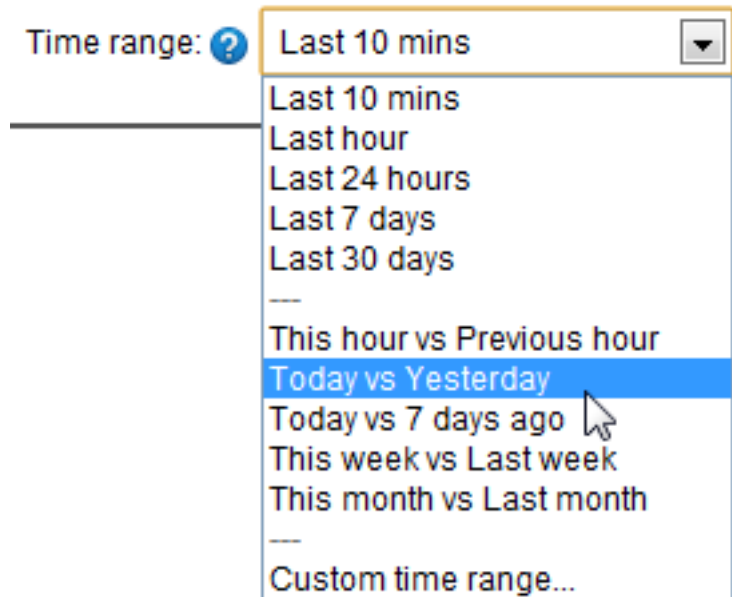 Time range: ? Last 10 mins
Last 10 mins
Last hour
Last 24 hours
Last 7 days
Last 30 days
---
This hour vs Previous hour
Today vs Yesterday
Today vs 7 days ago
This week vs Last week
This month vs Last month
---
Custom time range...